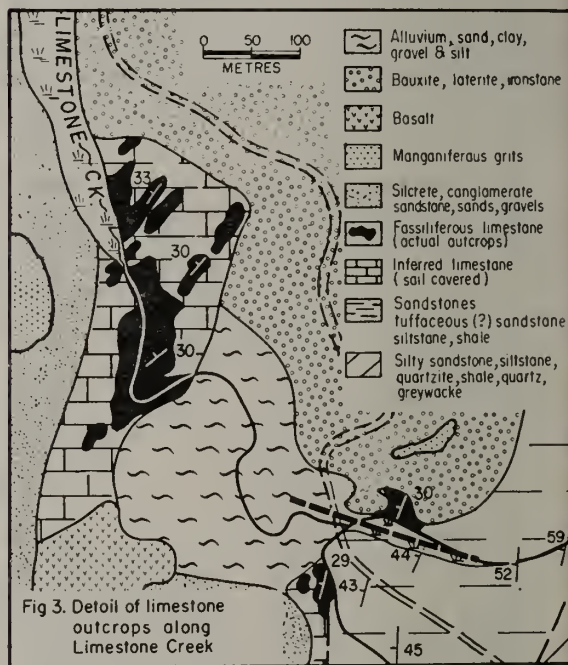 LIMESTONE CK
0 50 100
METRES
Alluvium, sand, clay,
gravel & silt
Bauxite, laterite, ironstone
Basalt
Manganiferous grits
Silcrete, canglomerate
sandstone, sands, gravels
Fassiliferous limestone
(actual outcrops)
Inferred limestone
(sail covered)
Sandstones
tuffaceous (?) sandstone
siltstone, shale
Silty sandstone, siltstone,
quartzite, shale, quartz,
greywacke
33
30
30
30
59
44
52
29
43
45
Fig 3. Detail of limestone
outcrops along
Limestone Creek